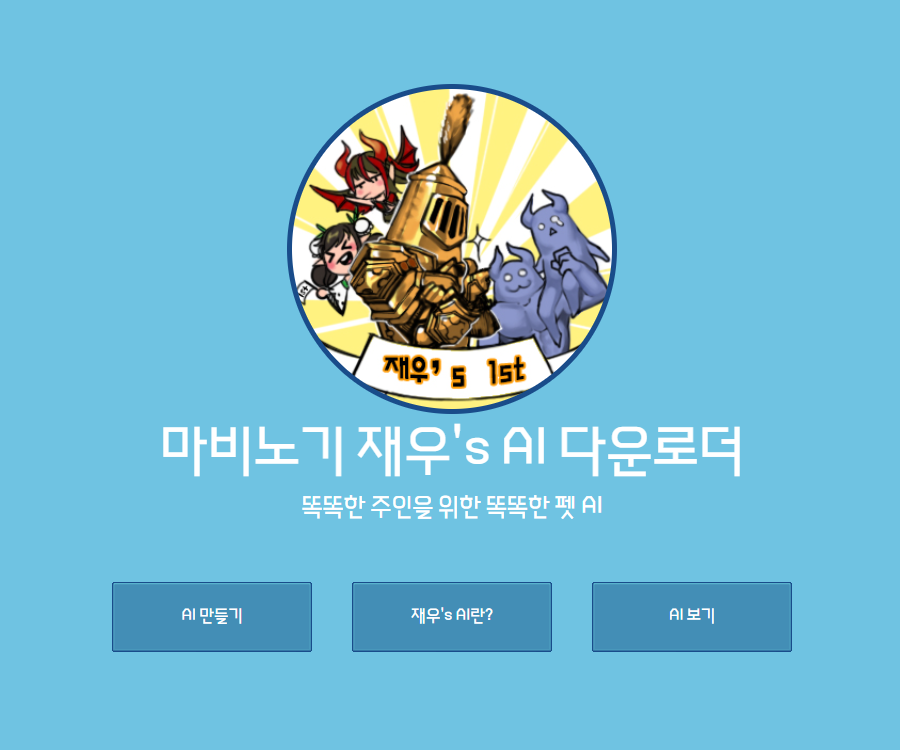 재우's 1st
마비노기 재우's AI 다운로더
똑똑한 주인을 위한 똑똑한 펫 AI
AI 만들기
재우's AI란?
AI 보기